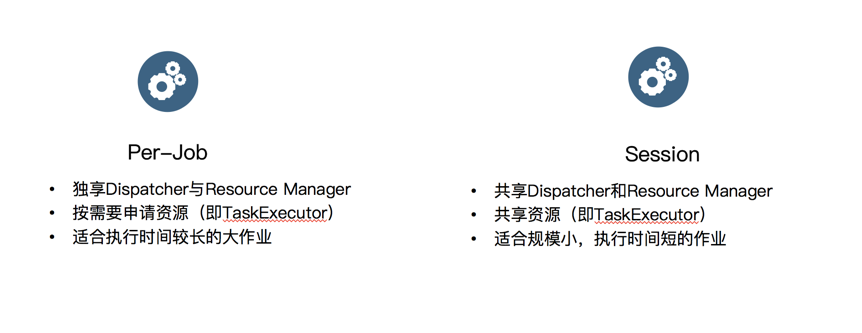 Per-Job
• 独享Dispatcher与Resource Manager
• 按需要申请资源（即TaskExecutor）
• 适合执行时间较长的大作业
Session
• 共享Dispatcher和Resource Manager
• 共享资源（即TaskExecutor）
• 适合规模小，执行时间短的作业